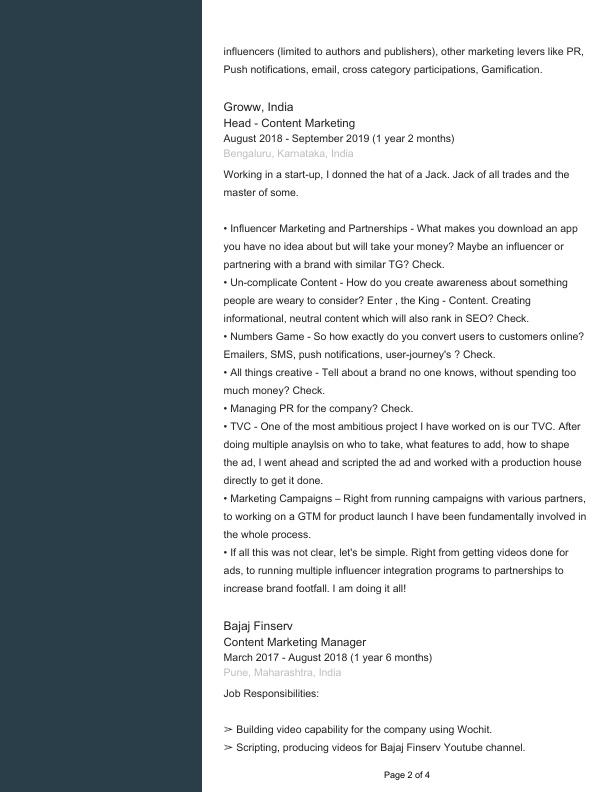 influencers (limited to authors and publishers), other marketing levers like PR,
Push notifications, email, cross category participations, Gamification.
Groww, India
Head - Content Marketing
August 2018 - September 2019 (1 year 2 months)
Bengaluru, Karnataka, India
Working in a start-up, I donned the hat of a Jack. Jack of all trades and the
master of some.
• Influencer Marketing and Partnerships - What makes you download an app
you have no idea about but will take your money? Maybe an influencer or
partnering with a brand with similar TG? Check.
• Un-complicate Content - How do you create awareness about something
people are weary to consider? Enter , the King - Content. Creating
informational, neutral content which will also rank in SEO? Check.
• Numbers Game - So how exactly do you convert users to customers online?
Emailers, SMS, push notifications, user-journey's ? Check.
• All things creative - Tell about a brand no one knows, without spending too
much money? Check.
• Managing PR for the company? Check.
• TVC - One of the most ambitious project I have worked on is our TVC. After
doing multiple anaylsis on who to take, what features to add, how to shape
the ad, I went ahead and scripted the ad and worked with a production house
directly to get it done.
• Marketing Campaigns – Right from running campaigns with various partners,
to working on a GTM for product launch I have been fundamentally involved in
the whole process.
• If all this was not clear, let's be simple. Right from getting videos done for
ads, to running multiple influencer integration programs to partnerships to
increase brand footfall. I am doing it all!
Bajaj Finserv
Content Marketing Manager
March 2017 - August 2018 (1 year 6 months)
Pune, Maharashtra, India
Job Responsibilities:
➢ Building video capability for the company using Wochit.
➢ Scripting, producing videos for Bajaj Finserv Youtube channel.
Page 2 of 4